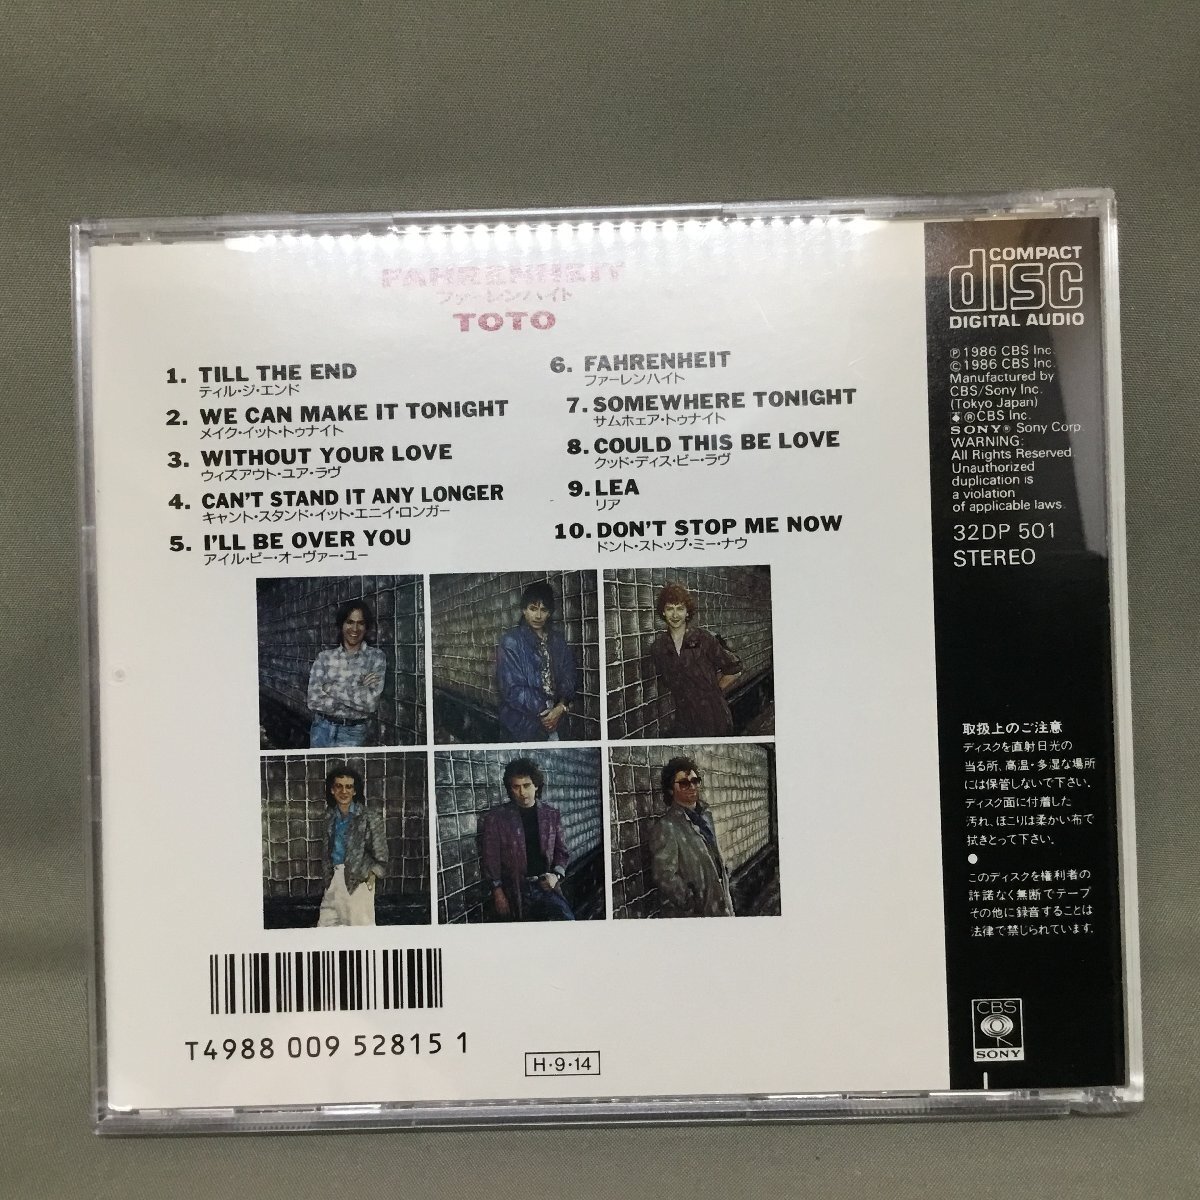 FAHRENHEIT
ファーレンハイト
TOTO
1. TILL THE END
ティル・ジ・エンド
2. WE CAN MAKE IT TONIGHT
メイク・イット・トゥナイト
3. WITHOUT YOUR LOVE
ウィズアウト・ユア・ラヴ
4. CAN'T STAND IT ANY LONGER
キャント・スタンド・イット・エニイ・ロンガー
5. I'LL BE OVER YOU
アイル・ビー・オーヴァー・ユー
6. FAHRENHEIT
ファーレンハイト
7. SOMEWHERE TONIGHT
サムホェア・トゥナイト
8. COULD THIS BE LOVE
クッド・ディス・ビー・ラヴ
9. LEA
リア
10. DON'T STOP ME NOW
ドント・ストップ・ミー・ナウ
T4988 009 52815 1
H・9・14
COMPACT
disc
DIGITAL AUDIO
℗ 1986 CBS Inc.
© 1986 CBS Inc.
Manufactured by
CBS/Sony Inc.
(Tokyo Japan)
® CBS Inc.
SONY® Sony Corp.
WARNING:
All Rights Reserved.
Unauthorized
duplication is
a violation
of applicable laws.
32DP 501
STEREO
取扱上のご注意
ディスクを直射日光の
当る所、高温・多湿な場所
には保管しないで下さい。
ディスク面に付着した
汚れ、ほこりは柔かい布で
拭きとって下さい。
●
このディスクを権利者の
許諾なく無断でテープ
その他に録音することは
法律で禁じられています。
CBS
SONY